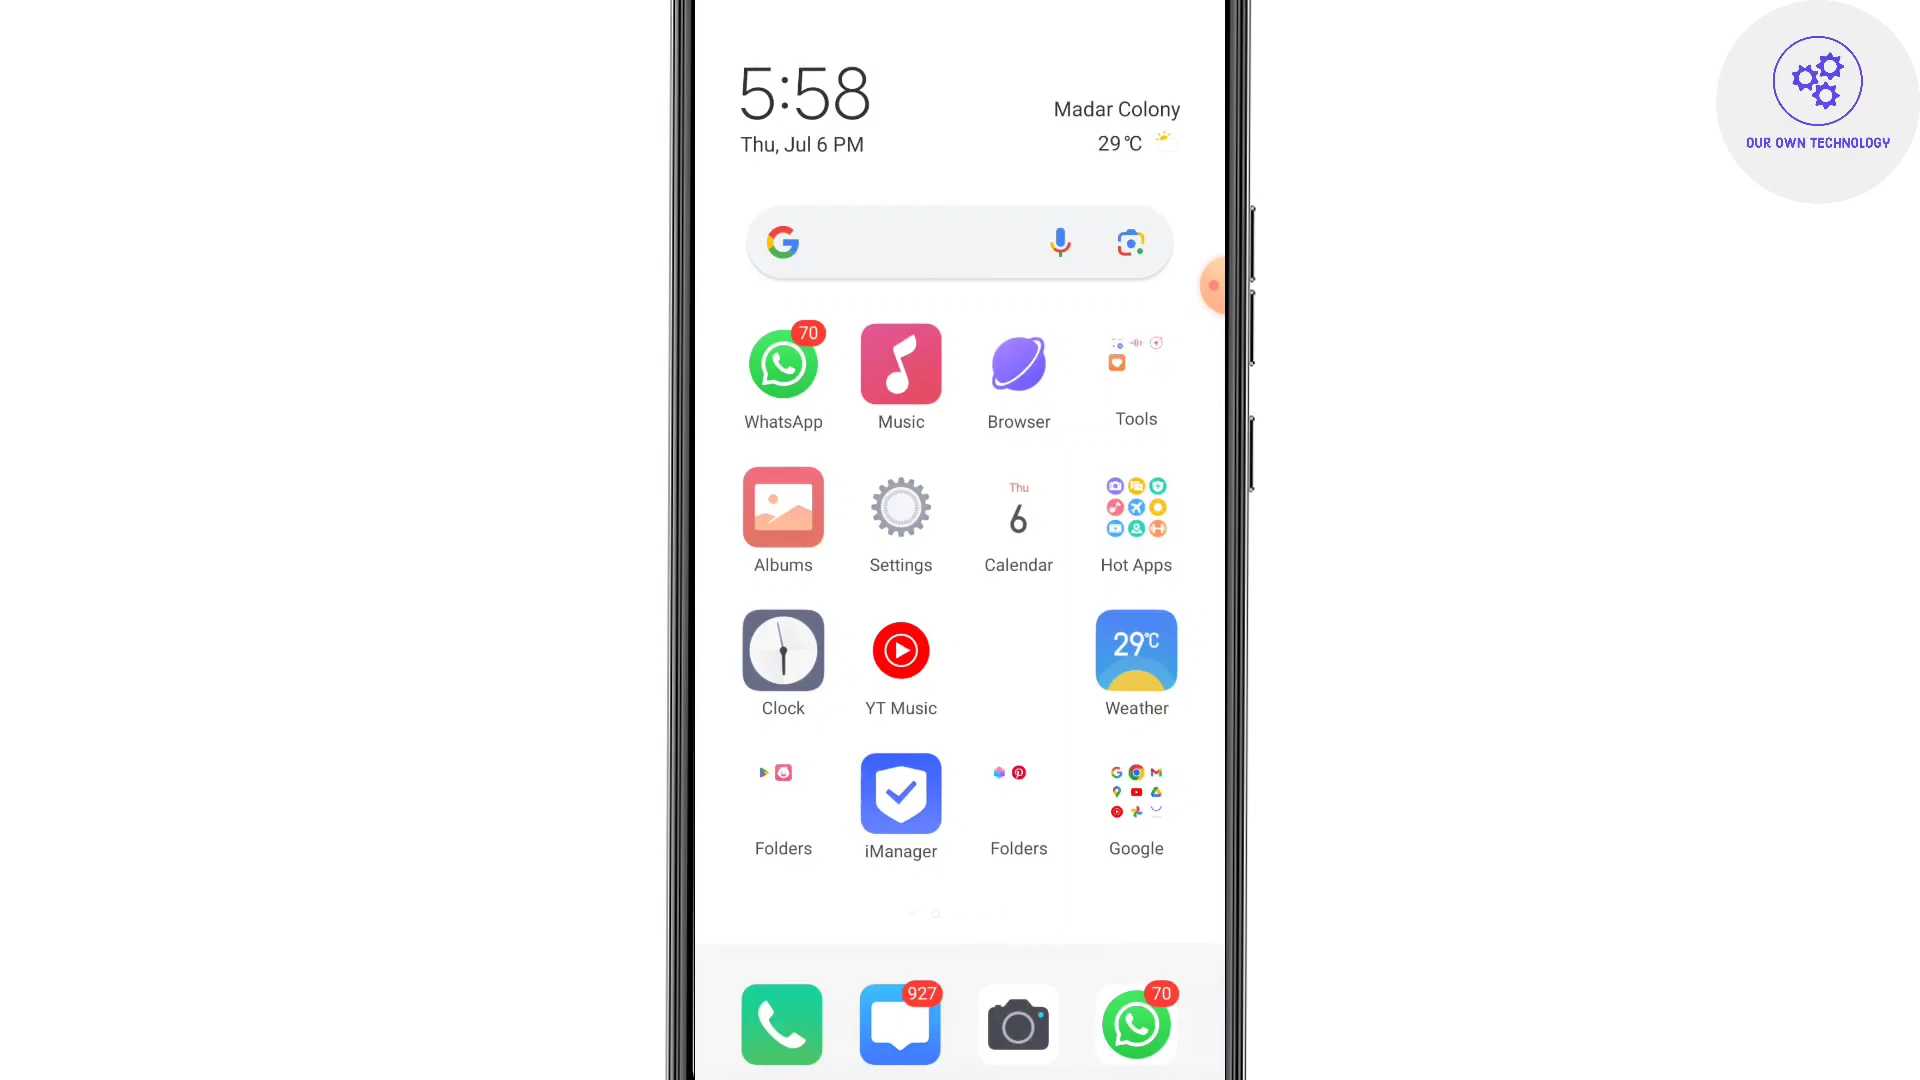 5:58
Thu, Jul 6 PM
Madar Colony
29℃
OUR OWN TECHNOLOGY
70
WhatsApp
Music
Browser
Tools
Albums
Settings
Thu
6
Calendar
Hot Apps
Clock
YT Music
29℃
Weather
Folders
iManager
Folders
Google
927
70